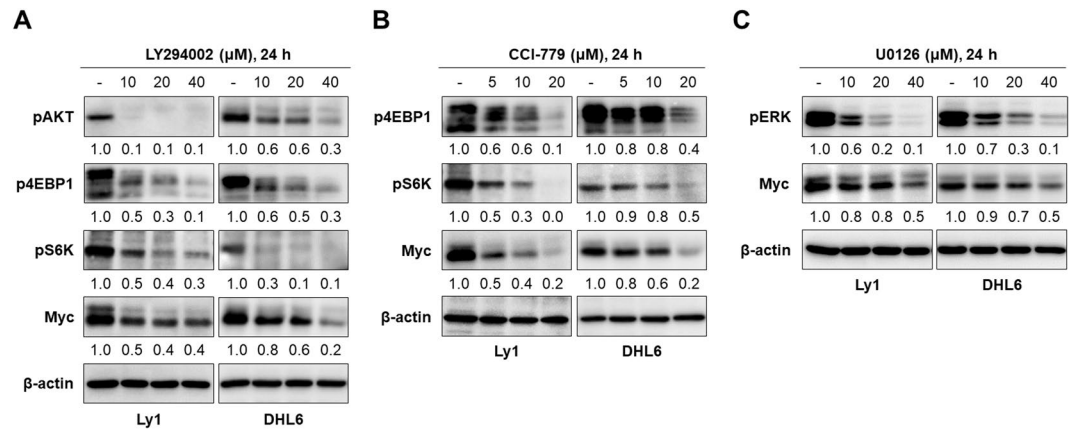 A
LY294002 (μM), 24 h
- 10 20 40 - 10 20 40
pAKT
1.0 0.1 0.1 0.1 1.0 0.6 0.6 0.3
p4EBP1
1.0 0.5 0.3 0.1 1.0 0.6 0.5 0.3
pS6K
1.0 0.5 0.4 0.3 1.0 0.3 0.1 0.1
Myc
1.0 0.5 0.4 0.4 1.0 0.8 0.6 0.2
β-actin
Ly1 DHL6
B
CCI-779 (μM), 24 h
- 5 10 20 - 5 10 20
p4EBP1
1.0 0.6 0.6 0.1 1.0 0.8 0.8 0.4
pS6K
1.0 0.5 0.3 0.0 1.0 0.9 0.8 0.5
Myc
1.0 0.5 0.4 0.2 1.0 0.8 0.6 0.2
β-actin
Ly1 DHL6
C
U0126 (μM), 24 h
- 10 20 40 - 10 20 40
pERK
1.0 0.6 0.2 0.1 1.0 0.7 0.3 0.1
Myc
1.0 0.8 0.8 0.5 1.0 0.9 0.7 0.5
β-actin
Ly1 DHL6